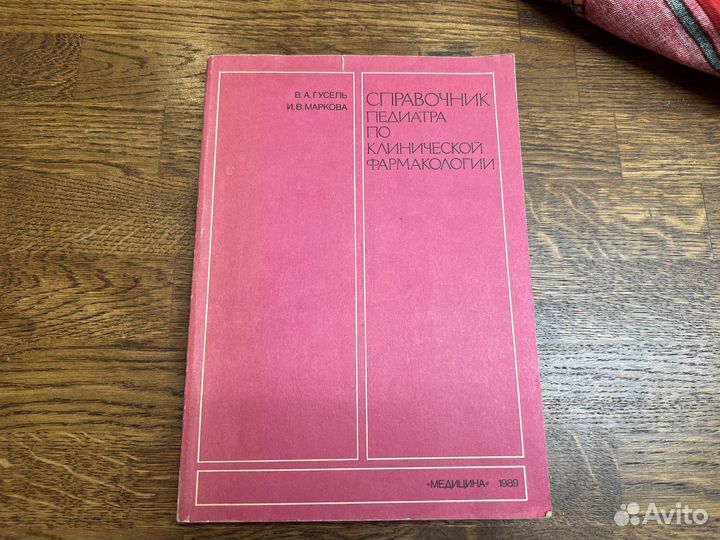 В.А.ГУСЕЛЬ
И.В.МАРКОВА
СПРАВОЧНИК
ПЕДИАТРА
ПО
КЛИНИЧЕСКОЙ
ФАРМАКОЛОГИИ
«МЕДИЦИНА» 1989
Avito